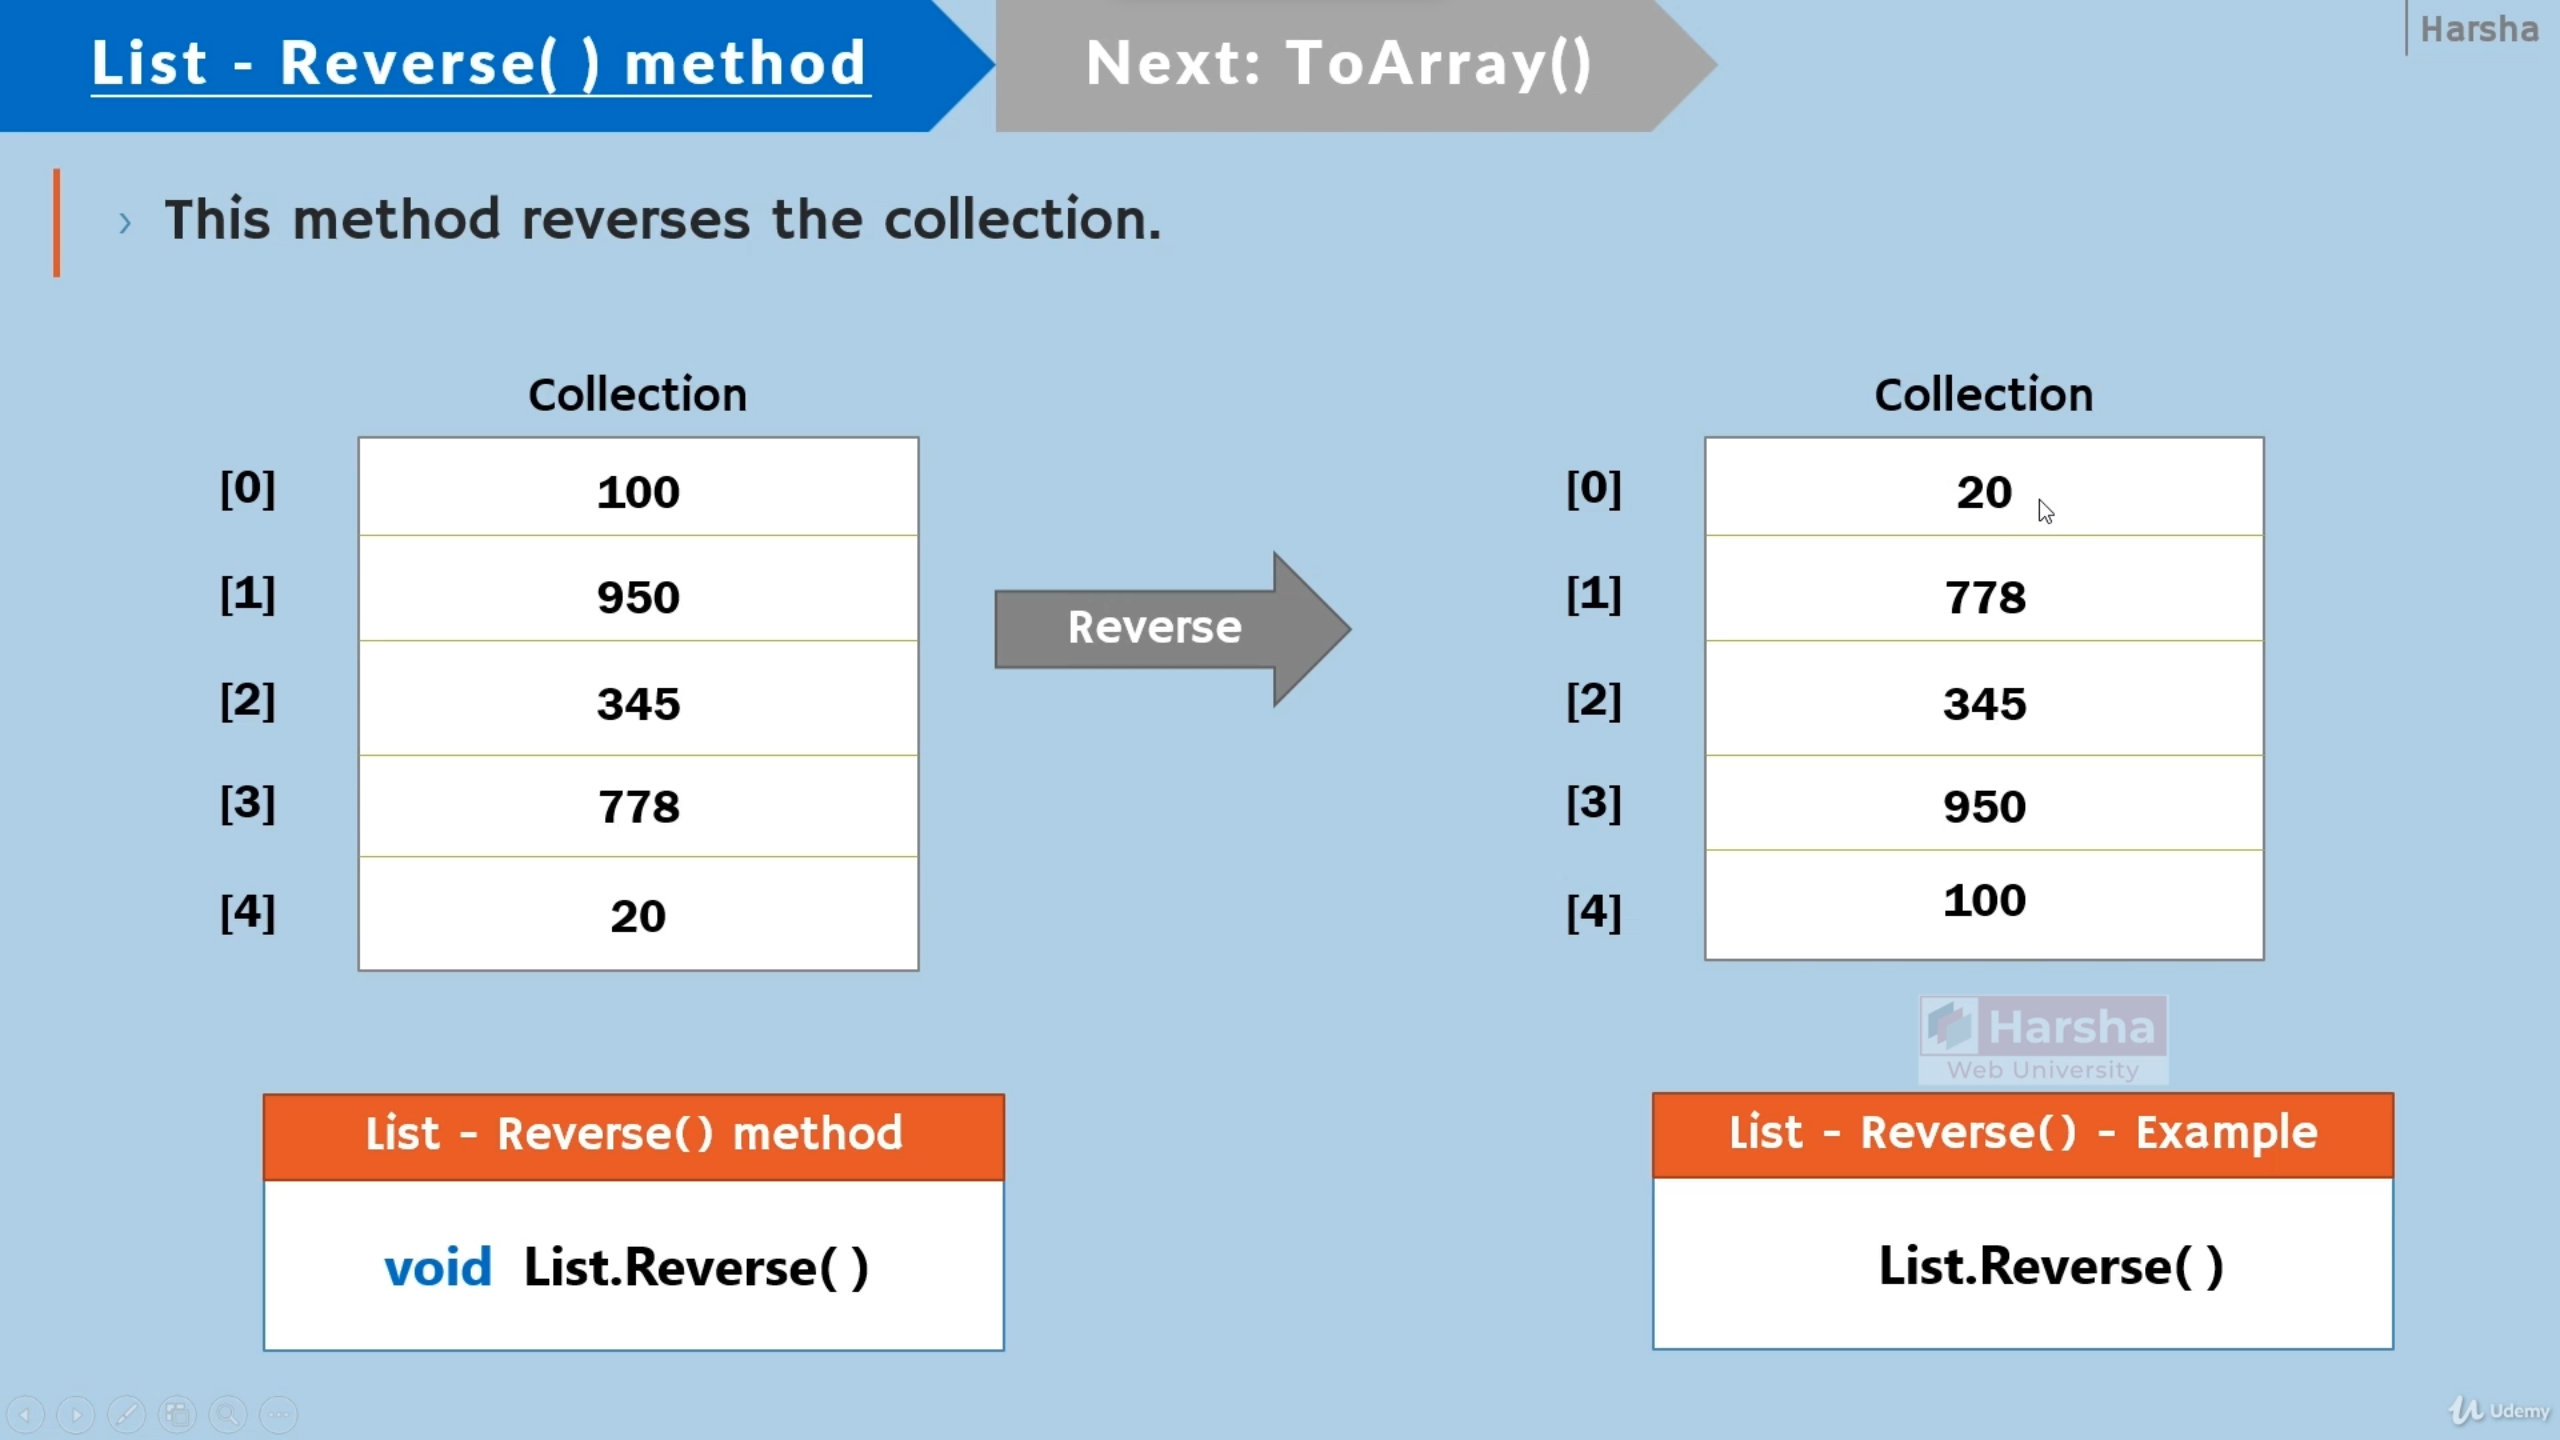 List - Reverse( ) method
Next: ToArray()
Harsha
› This method reverses the collection.
Collection
[0] 100
[1] 950
[2] 345
[3] 778
[4] 20
Reverse
Collection
[0] 20
[1] 778
[2] 345
[3] 950
[4] 100
Harsha
Web University
List - Reverse() method
void List.Reverse( )
List - Reverse() - Example
List.Reverse( )
Udemy